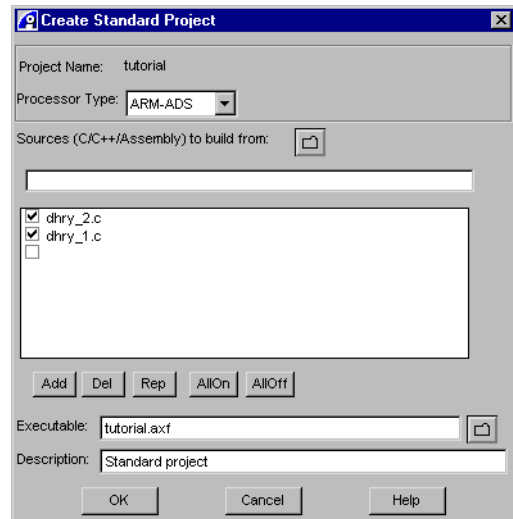 Create Standard Project
Project Name: tutorial
Processor Type: ARM-ADS
Sources (C/C++/Assembly) to build from:
dhry_2.c
dhry_1.c
Add Del Rep AllOn AllOff
Executable: tutorial.axf
Description: Standard project
OK Cancel Help